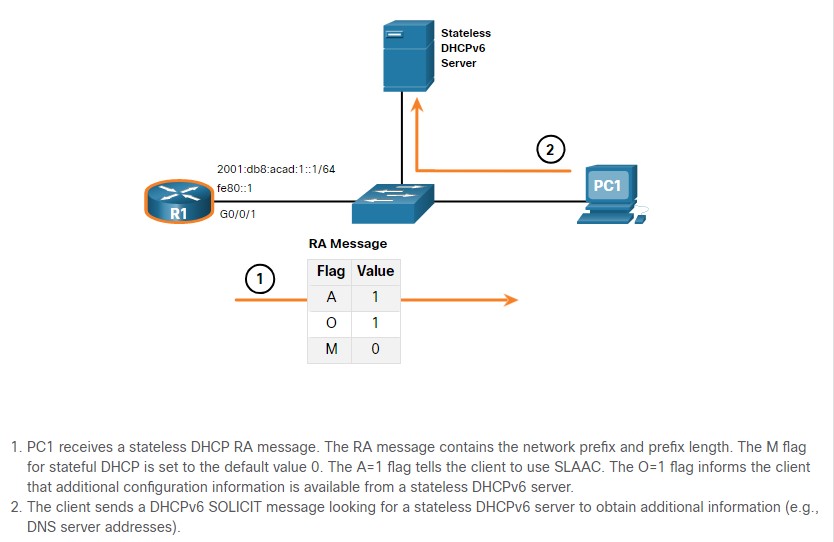 Stateless
DHCPv6
Server
2
2001:db8:acad:1::1/64
fe80::1
PC1
R1
G0/0/1
RA Message
1
Flag Value
A 1
O 1
M 0
1. PC1 receives a stateless DHCP RA message. The RA message contains the network prefix and prefix length. The M flag
for stateful DHCP is set to the default value 0. The A=1 flag tells the client to use SLAAC. The O=1 flag informs the client
that additional configuration information is available from a stateless DHCPv6 server.
2. The client sends a DHCPv6 SOLICIT message looking for a stateless DHCPv6 server to obtain additional information (e.g.,
DNS server addresses).